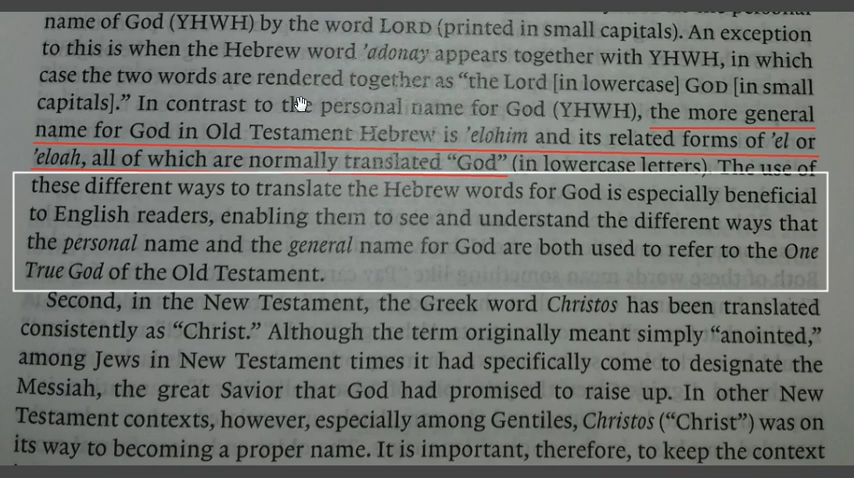 name of God (YHWH) by the word LORD (printed in small capitals). An exception
to this is when the Hebrew word 'adonay appears together with YHWH, in which
case the two words are rendered together as “the Lord [in lowercase] GOD [in small
capitals].” In contrast to the personal name for God (YHWH), the more general
name for God in Old Testament Hebrew is 'elohim and its related forms of 'el or
'eloah, all of which are normally translated “God” (in lowercase letters). The use of
these different ways to translate the Hebrew words for God is especially beneficial
to English readers, enabling them to see and understand the different ways that
the personal name and the general name for God are both used to refer to the One
True God of the Old Testament.
Second, in the New Testament, the Greek word Christos has been translated
consistently as “Christ.” Although the term originally meant simply “anointed,”
among Jews in New Testament times it had specifically come to designate the
Messiah, the great Savior that God had promised to raise up. In other New
Testament contexts, however, especially among Gentiles, Christos (“Christ”) was on
its way to becoming a proper name. It is important, therefore, to keep the context